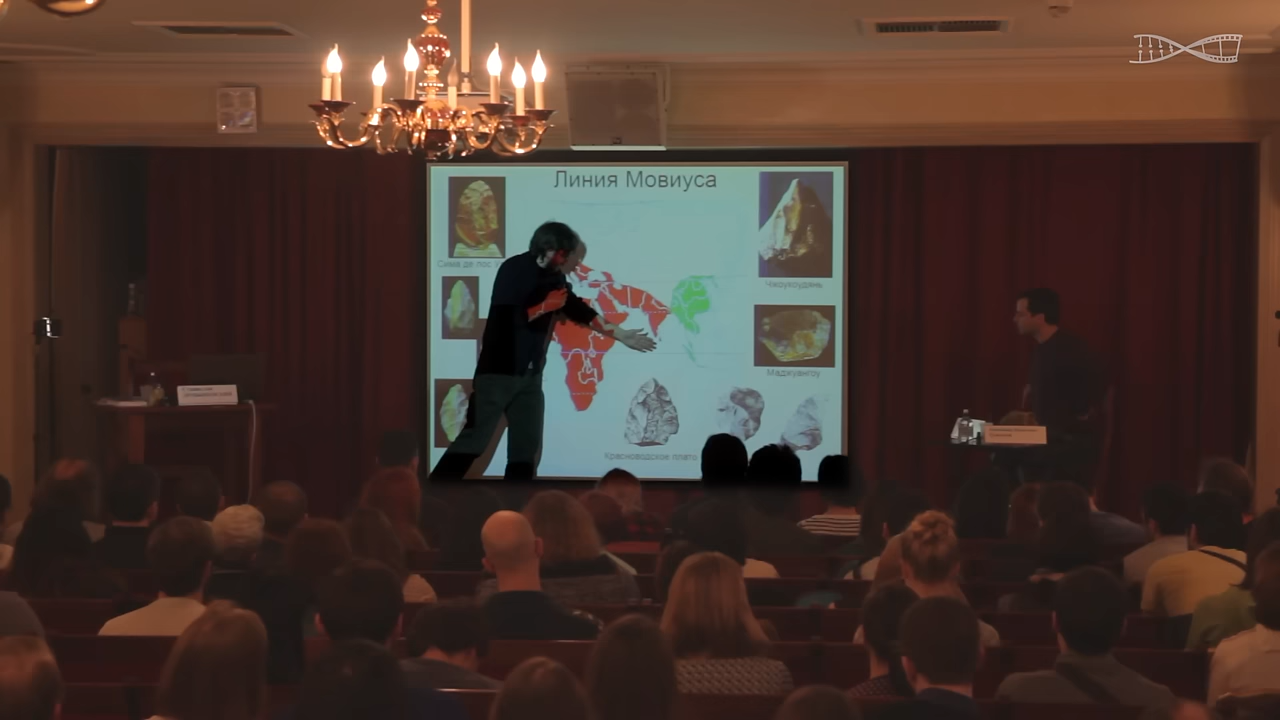 Линия Мовиуса
Сима де лос
Чжоукоудянь
Маджуангоу
Красноводское плато